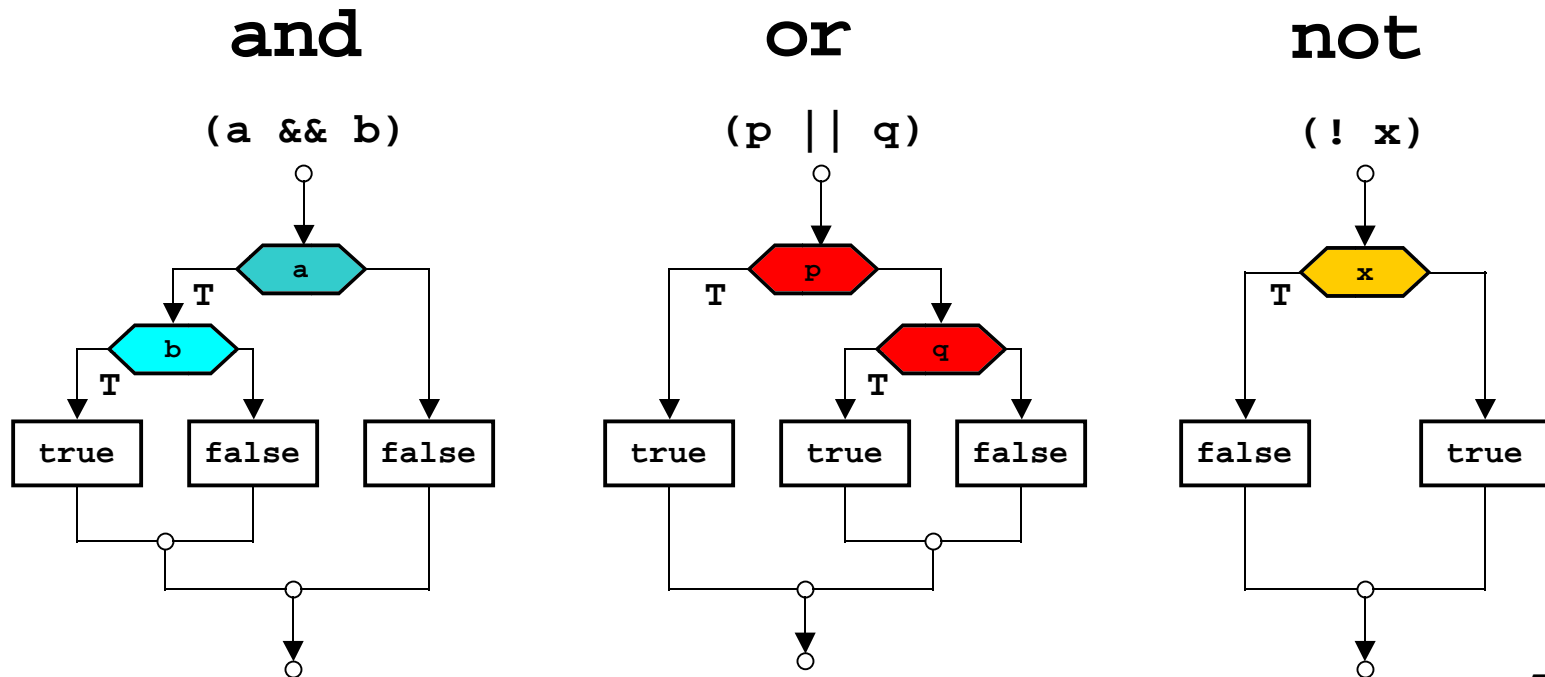 and
(a && b)
a
T
b
T
true
false
false
or
(p || q)
p
T
q
T
true
true
false
not
(! x)
x
T
false
true